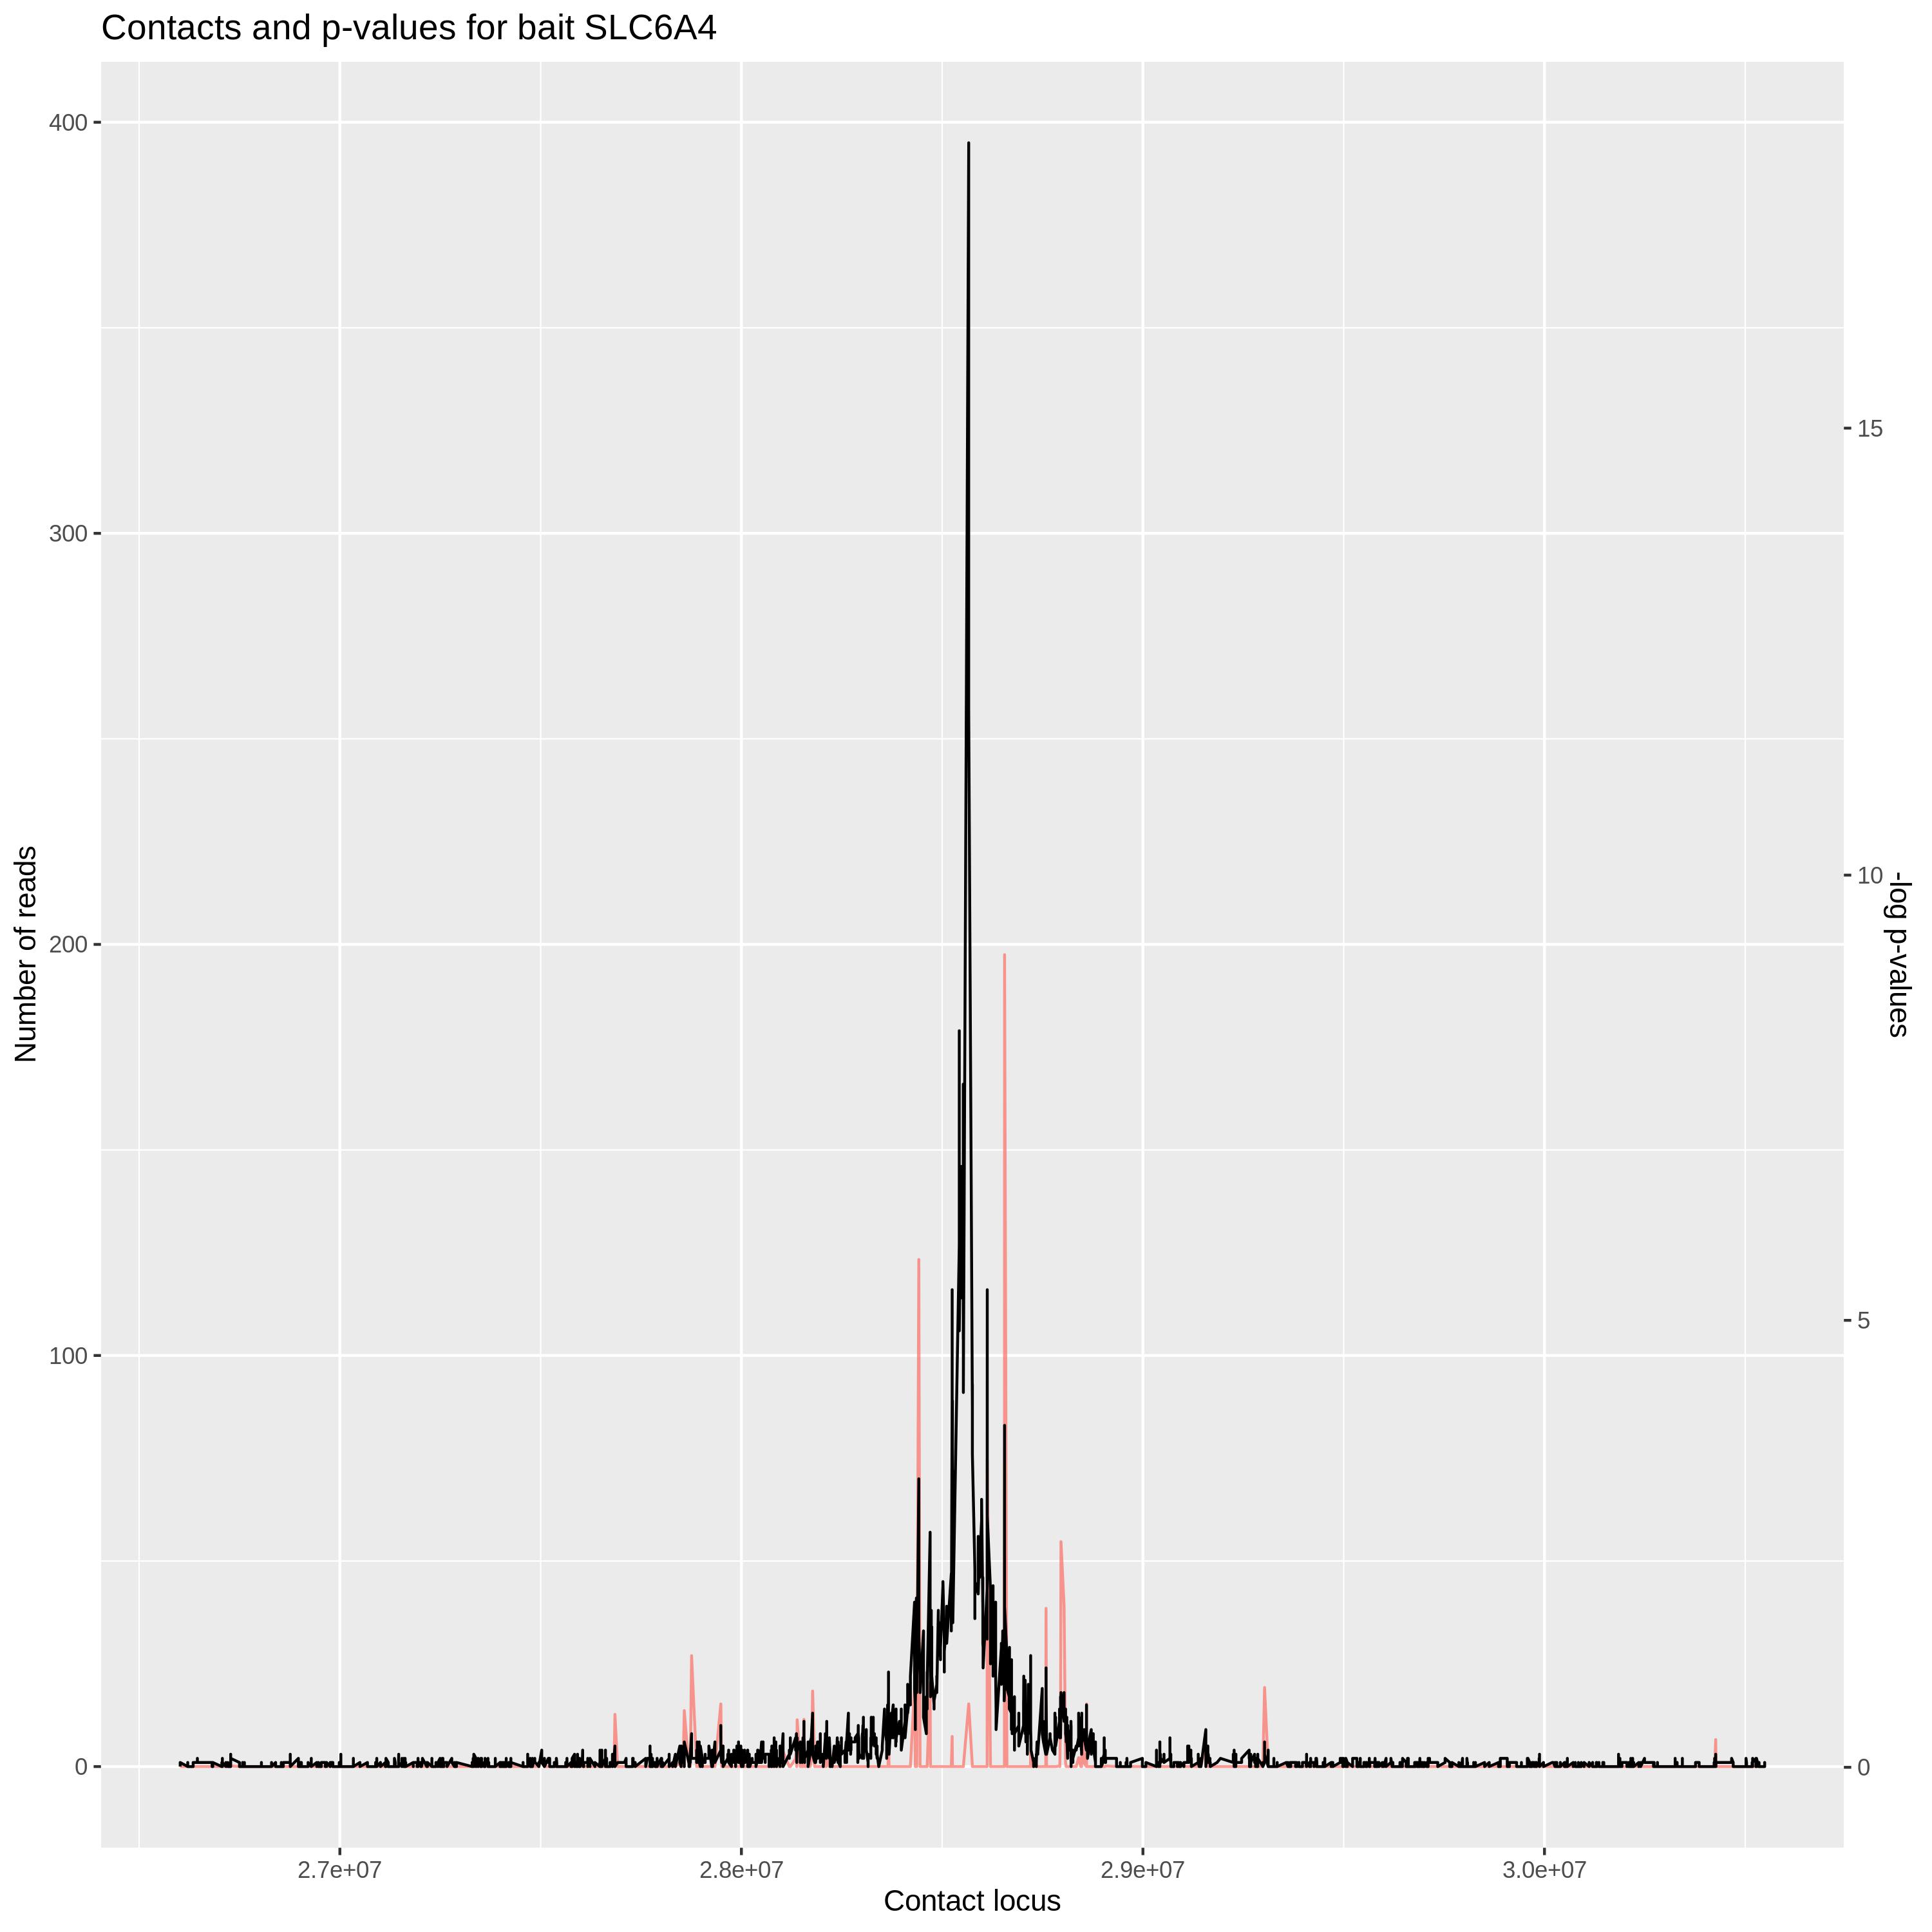 Contacts and p-values for bait SLC6A4
400
300
200
100
0
Number of reads
15
10
5
0
-log p-values
2.7e+07
2.8e+07
2.9e+07
3.0e+07
Contact locus